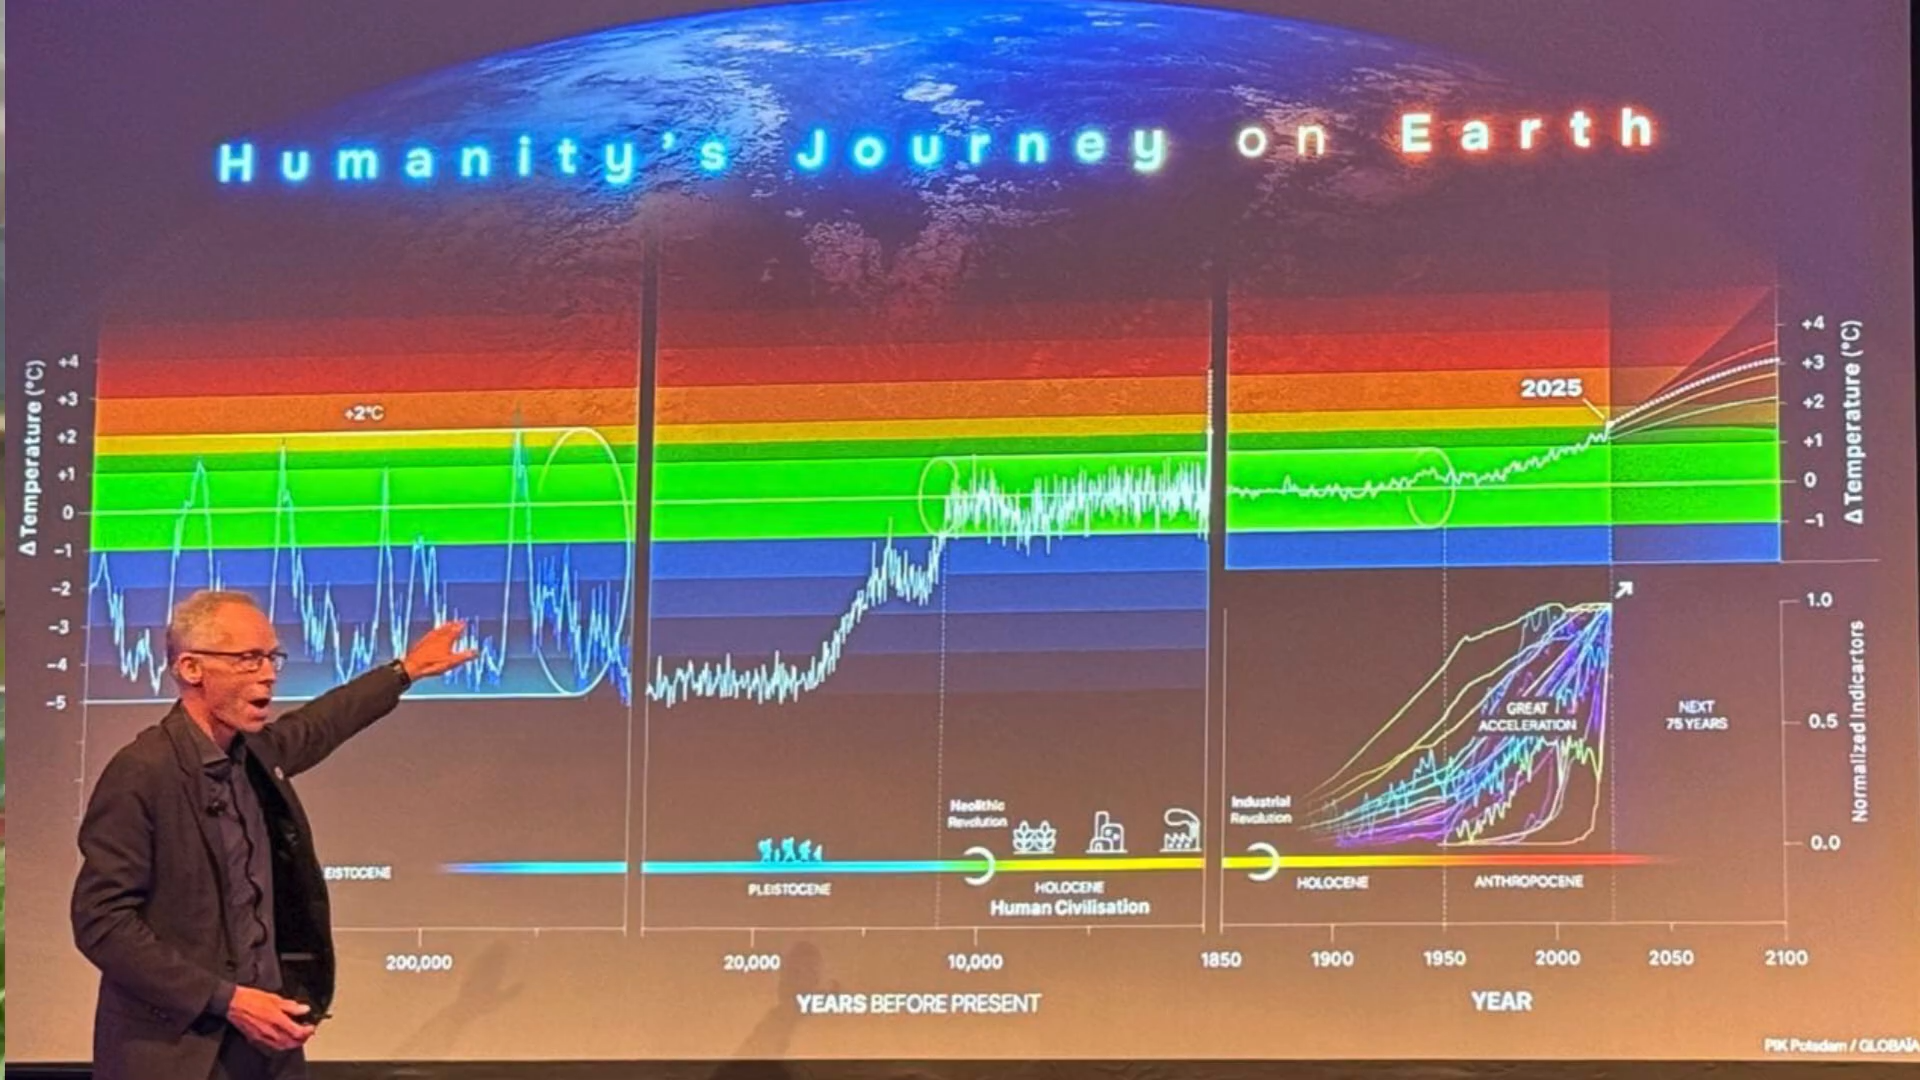 Humanity's Journey on Earth
ΔTemperature (°C)
+4
+3
+2
+1
0
−1
−2
−3
−4
−5
+2°C
2025
+4
+3
+2
+1
0
−1
ΔTemperature (°C)
1.0
0.5
0.0
Normalized Indicartors
GREAT
ACCELERATION
NEXT
75 YEARS
Neolithic
Revolution
Industrial
Revolution
EISTOCENE
PLEISTOCENE
HOLOCENE
Human Civilisation
HOLOCENE
ANTHROPOCENE
200,000
20,000
10,000
1850
1900
1950
2000
2050
2100
YEARS BEFORE PRESENT
YEAR
PIK Potsdam / GLOBAÏA